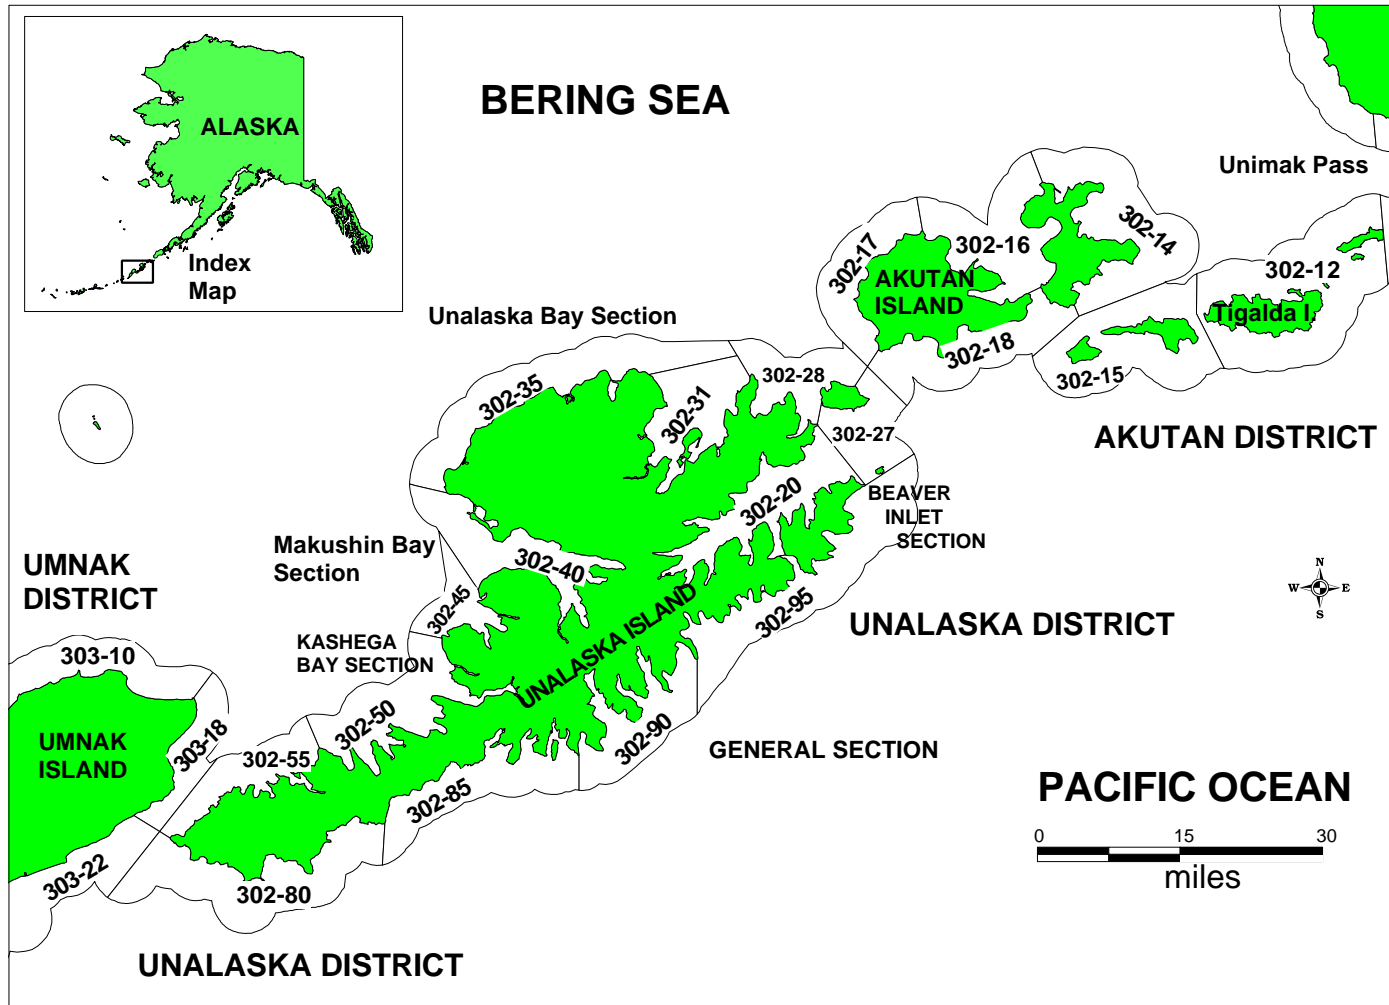 BERING SEA
ALASKA
Index
Map
Unimak Pass
302-14
302-16
302-17
302-12
AKUTAN
ISLAND
Tigalda I.
Unalaska Bay Section
302-18
302-15
302-28
302-35
302-31
302-27
AKUTAN DISTRICT
302-20
BEAVER
INLET
SECTION
Makushin Bay
Section
302-40
UMNAK
DISTRICT
N
W
E
S
302-45
302-95
UNALASKA ISLAND
UNALASKA DISTRICT
KASHEGA
BAY SECTION
303-10
303-18
302-50
302-90
UMNAK
ISLAND
302-55
GENERAL SECTION
302-85
PACIFIC OCEAN
0 15 30
miles
303-22
302-80
UNALASKA DISTRICT